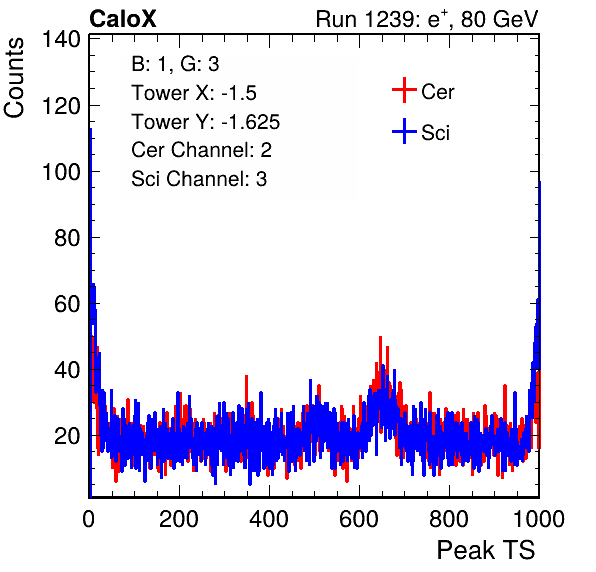 CaloX Run 1239: e⁺, 80 GeV
Counts
140
120
100
80
60
40
20
B: 1, G: 3
Tower X: -1.5
Tower Y: -1.625
Cer Channel: 2
Sci Channel: 3
Cer
Sci
0 200 400 600 800 1000
Peak TS